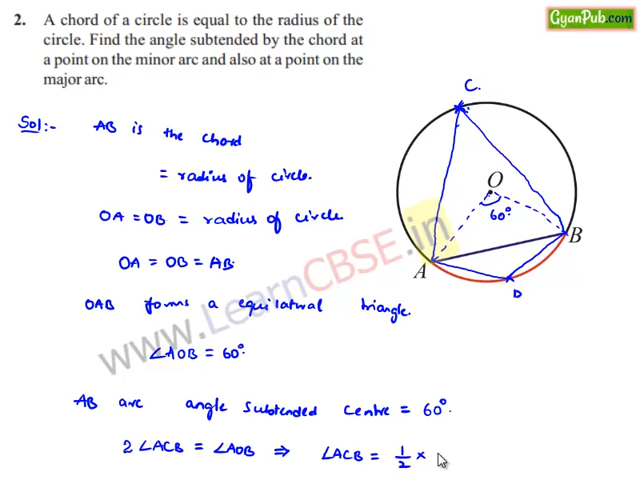 2. A chord of a circle is equal to the radius of the
GyanPub.com
circle. Find the angle subtended by the chord at
a point on the minor arc and also at a point on the
major arc.
Sol:- AB is the chord
= radius of circle.
OA = OB = radius of circle
OA = OB = AB.
OAB forms a equilatural triangle.
∠AOB = 60°.
AB arc angle subtended centre = 60°.
2 ∠ACB = ∠AOB ⇒ ∠ACB = 1/2 ×
C.
O
60°
B
A
D
www.LearnCBSE.in